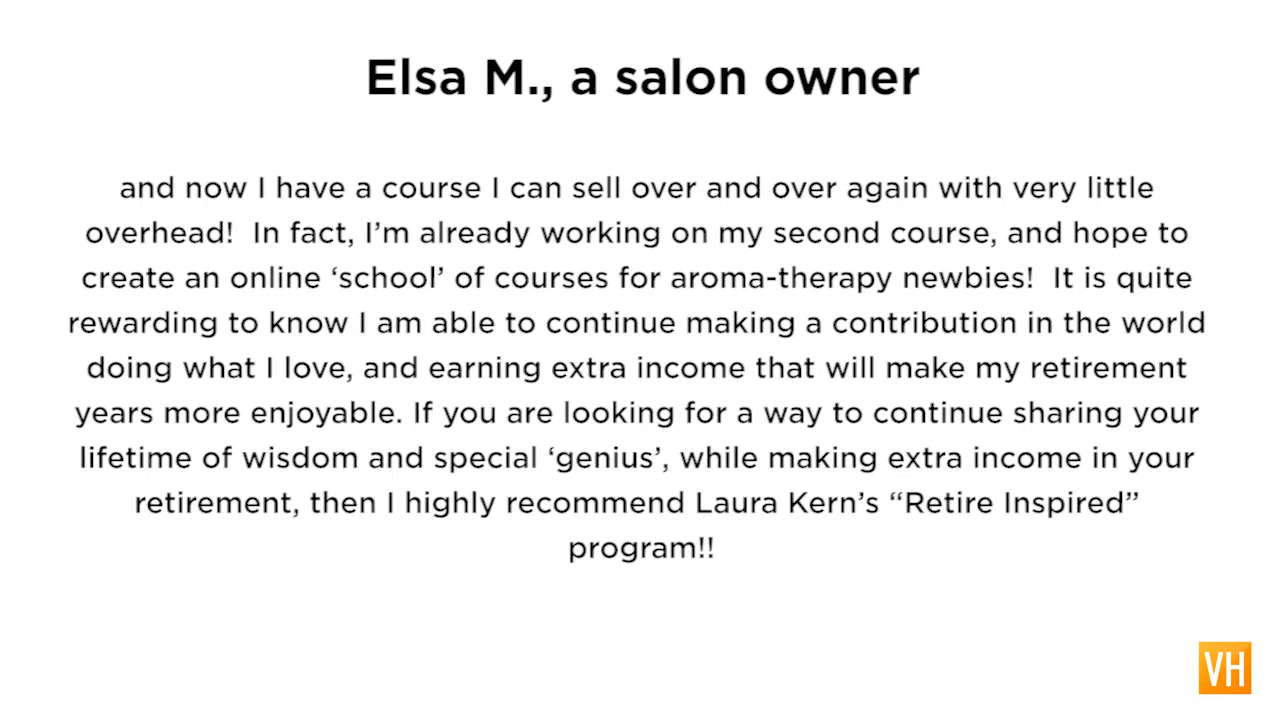 Elsa M., a salon owner
and now I have a course I can sell over and over again with very little
overhead!  In fact, I’m already working on my second course, and hope to
create an online ‘school’ of courses for aroma-therapy newbies!  It is quite
rewarding to know I am able to continue making a contribution in the world
doing what I love, and earning extra income that will make my retirement
years more enjoyable. If you are looking for a way to continue sharing your
lifetime of wisdom and special ‘genius’, while making extra income in your
retirement, then I highly recommend Laura Kern’s “Retire Inspired”
program!!
VH